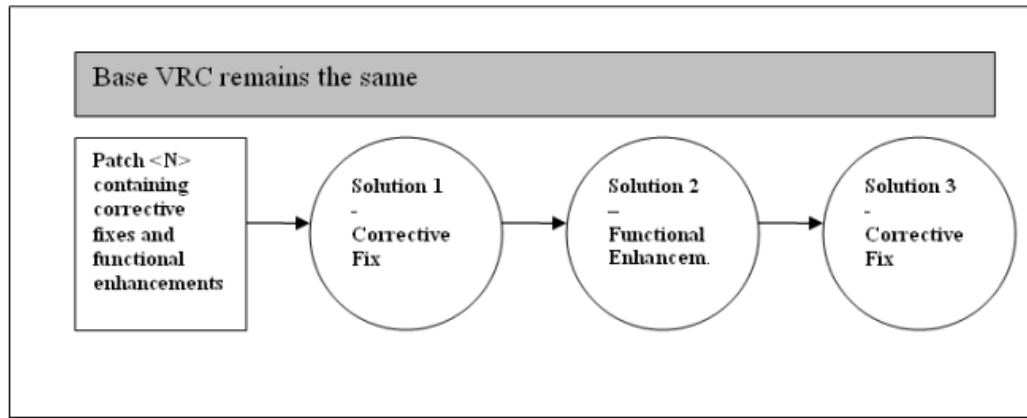 Base VRC remains the same
Patch <N>
containing
corrective
fixes and
functional
enhancements
Solution 1
-
Corrective
Fix
Solution 2
–
Functional
Enhancem.
Solution 3
-
Corrective
Fix